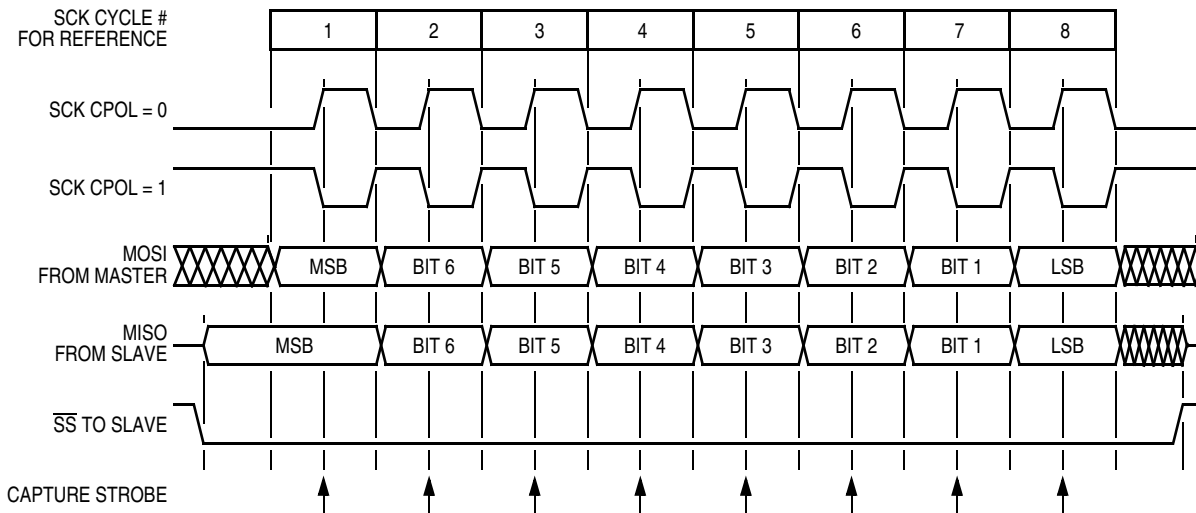 SCK CYCLE #
FOR REFERENCE
1 2 3 4 5 6 7 8
SCK CPOL = 0
SCK CPOL = 1
MOSI
FROM MASTER
MSB BIT 6 BIT 5 BIT 4 BIT 3 BIT 2 BIT 1 LSB
MISO
FROM SLAVE
MSB BIT 6 BIT 5 BIT 4 BIT 3 BIT 2 BIT 1 LSB
S̅S̅ TO SLAVE
CAPTURE STROBE